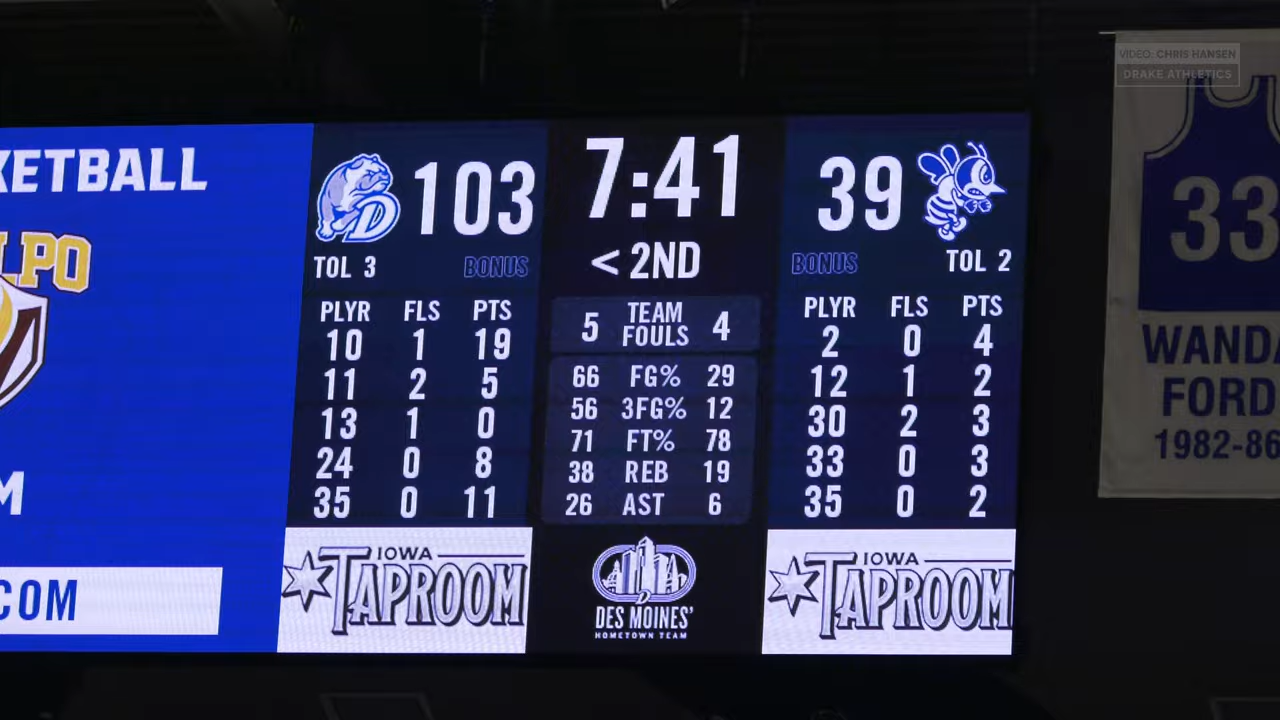 VIDEO: CHRIS HANSEN
DRAKE ATHLETICS
KETBALL
LPO
M
.COM
103
7:41
39
< 2ND
TOL 3
BONUS
BONUS
TOL 2
PLYR FLS PTS
10 1 19
11 2 5
13 1 0
24 0 8
35 0 11
5 TEAM FOULS 4
66 FG% 29
56 3FG% 12
71 FT% 78
38 REB 19
26 AST 6
PLYR FLS PTS
2 0 4
12 1 2
30 2 3
33 0 3
35 0 2
D
IOWA
TAPROOM
D
DES MOINES'
HOMETOWN TEAM
IOWA
TAPROOM
33
WANDA
FORD
1982-86